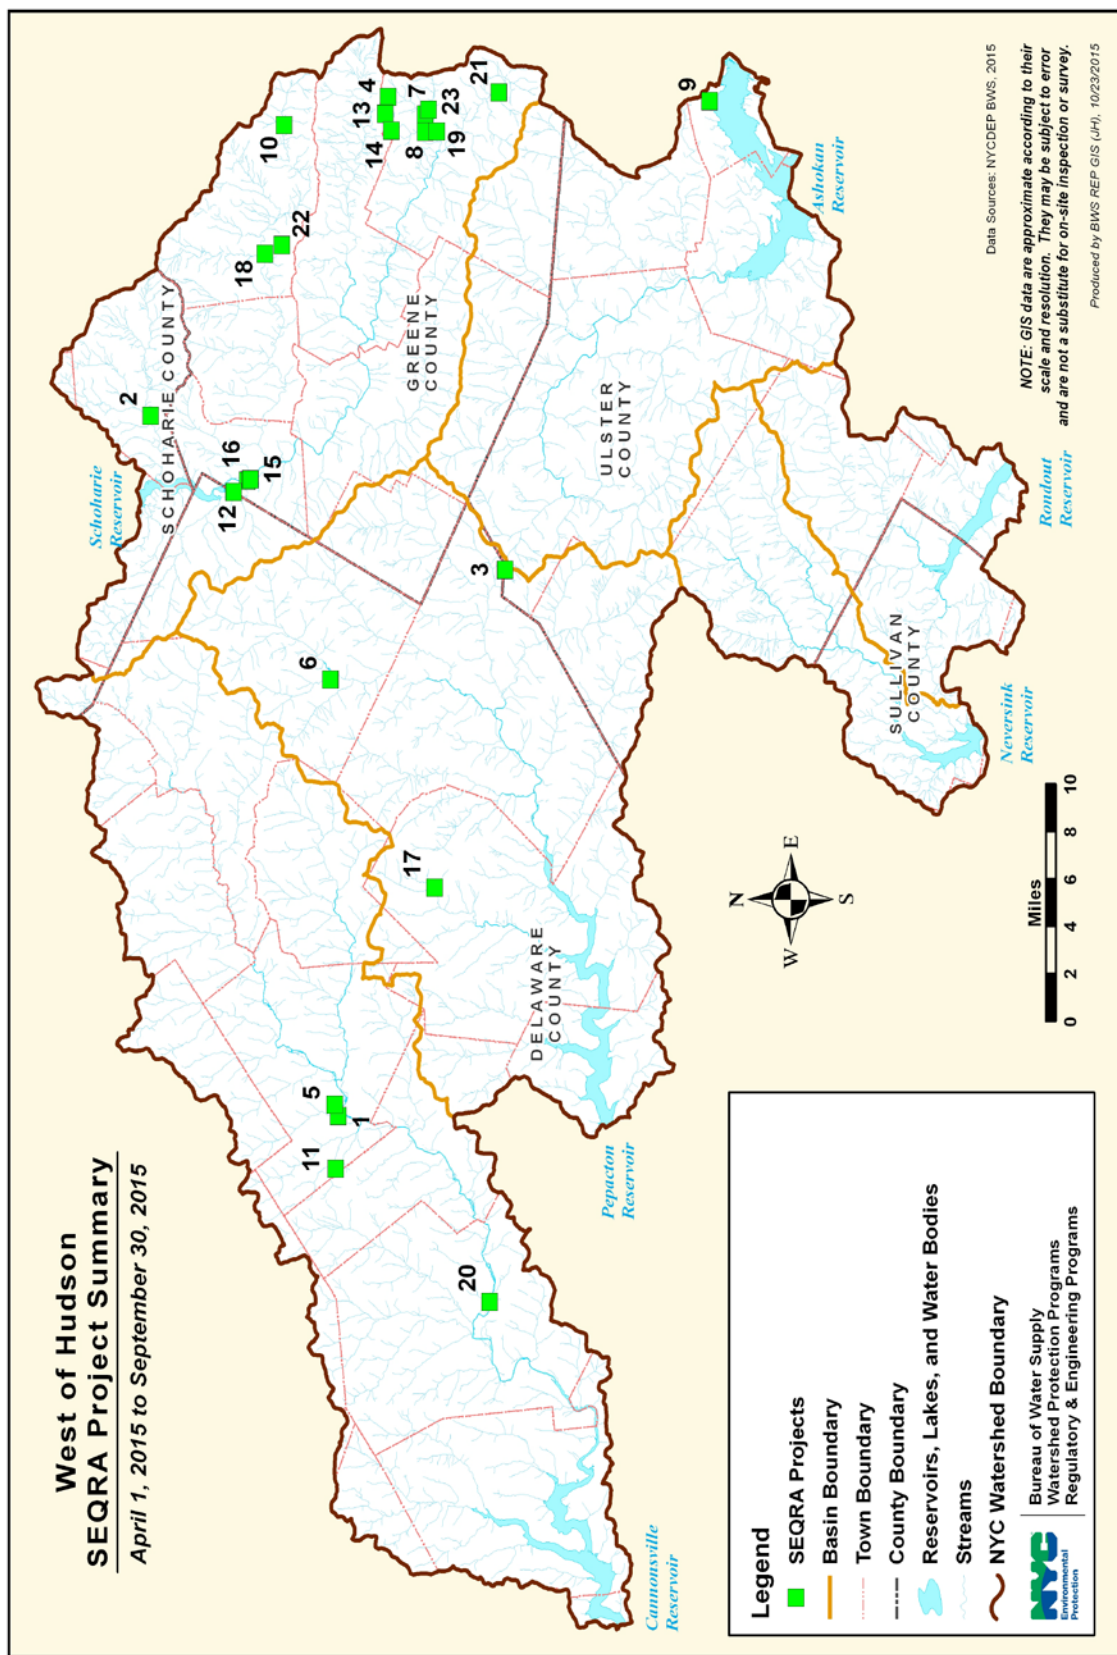 West of Hudson
SEQRA Project Summary
April 1, 2015 to September 30, 2015
Schoharie
Reservoir
SCHOHARIE COUNTY
2
10
18
22
16
15
12
13
4
14
7
8
23
19
21
GREENE
COUNTY
6
3
9
Ashokan
Reservoir
ULSTER
COUNTY
17
5
1
11
20
DELAWARE
COUNTY
Pepacton
Reservoir
Cannonsville
Reservoir
SULLIVAN
COUNTY
Neversink
Reservoir
Rondout
Reservoir
N
W
E
S
Miles
0 2 4 6 8 10
Legend
SEQRA Projects
Basin Boundary
Town Boundary
County Boundary
Reservoirs, Lakes, and Water Bodies
Streams
NYC Watershed Boundary
NYC
Environmental
Protection
Bureau of Water Supply
Watershed Protection Programs
Regulatory & Engineering Programs
Data Sources: NYCDEP BWS, 2015
NOTE: GIS data are approximate according to their
scale and resolution. They may be subject to error
and are not a substitute for on-site inspection or survey.
Produced by BWS REP GIS (IJH), 10/23/2015